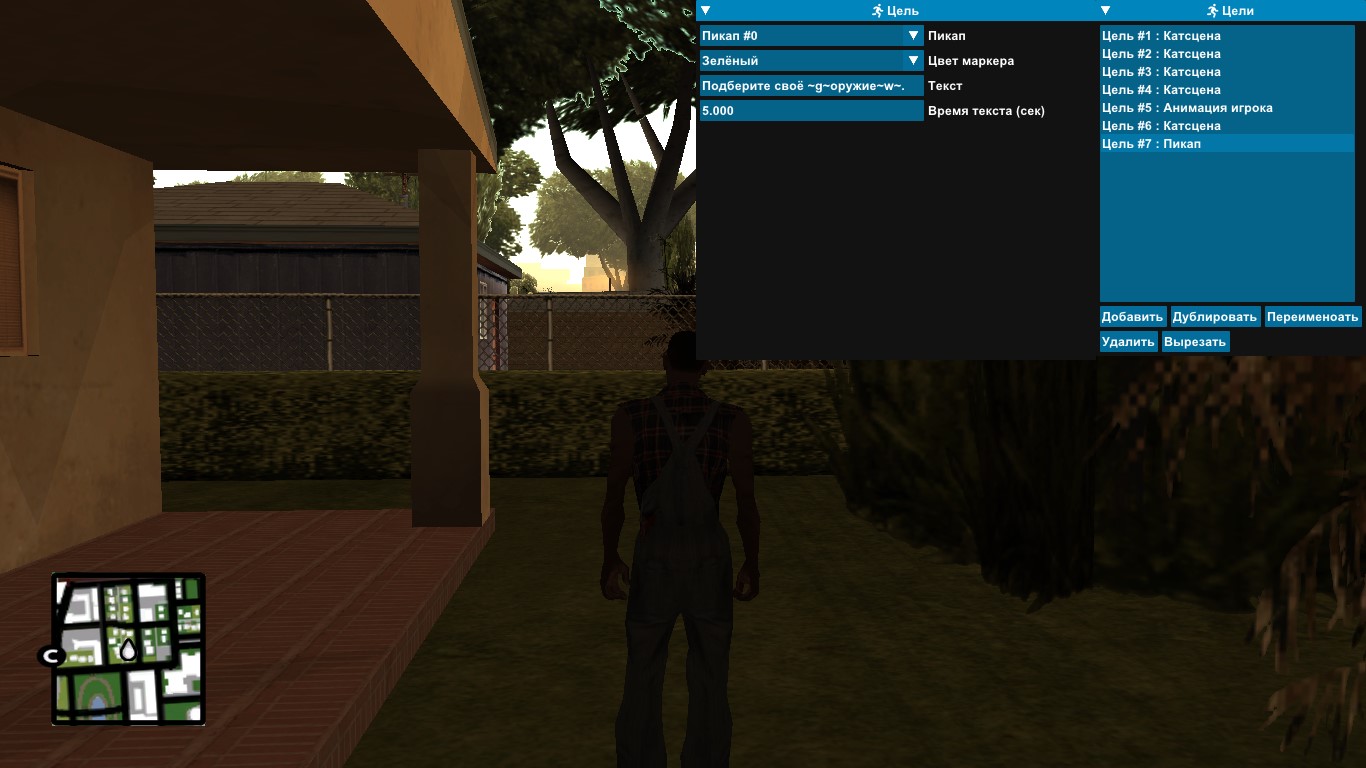 Цель
Пикап #0
Пикап
Зелёный
Цвет маркера
Подберите своё ~g~оружие~w~.
Текст
5.000
Время текста (сек)
Цели
Цель #1 : Катсцена
Цель #2 : Катсцена
Цель #3 : Катсцена
Цель #4 : Катсцена
Цель #5 : Анимация игрока
Цель #6 : Катсцена
Цель #7 : Пикап
Добавить
Дублировать
Переименоать
Удалить
Вырезать
C